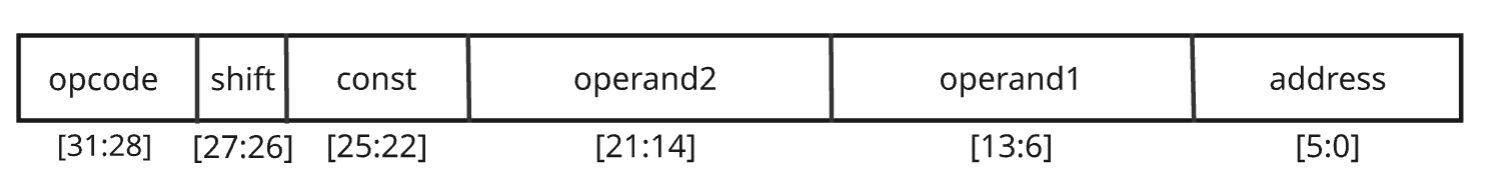 opcode shift const operand2 operand1 address
[31:28] [27:26] [25:22] [21:14] [13:6] [5:0]